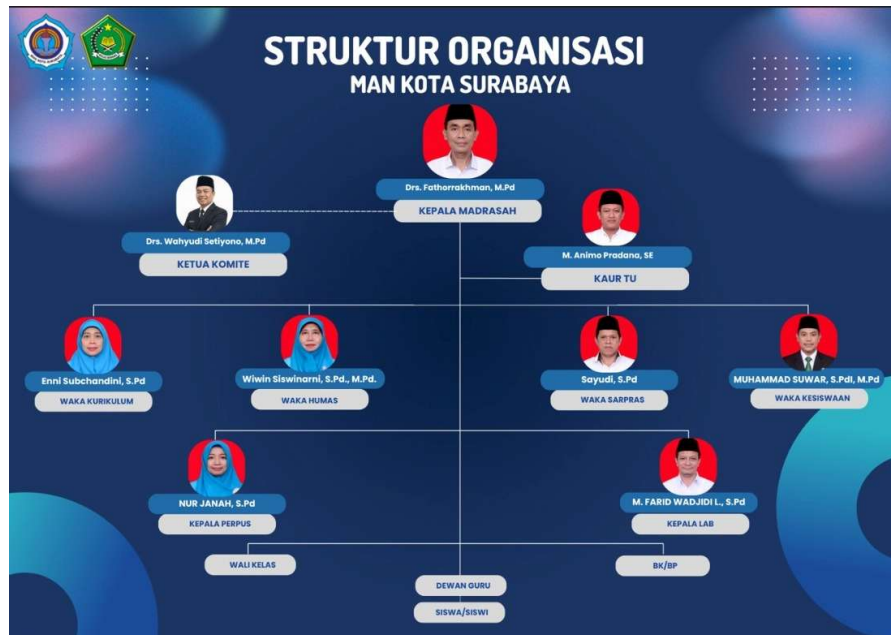 STRUKTUR ORGANISASI
MAN KOTA SURABAYA
Drs. Fathorrakhman, M.Pd
KEPALA MADRASAH
Drs. Wahyudi Setiyono, M.Pd
KETUA KOMITE
M. Animo Pradana, SE
KAUR TU
Enni Subchandini, S.Pd
WAKA KURIKULUM
Wiwin Siswinarni, S.Pd., M.Pd.
WAKA HUMAS
Sayudi, S.Pd
WAKA SARPRAS
MUHAMMAD SUWAR, S.PdI, M.Pd
WAKA KESISWAAN
NUR JANAH, S.Pd
KEPALA PERPUS
M. FARID WADJIDI L., S.Pd
KEPALA LAB
WALI KELAS
BK/BP
DEWAN GURU
SISWA/SISWI